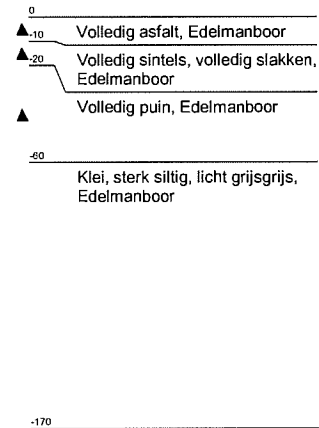 0
-10 Volledig asfalt, Edelmanboor
-20 Volledig sintels, volledig slakken,
Edelmanboor
Volledig puin, Edelmanboor
-60
Klei, sterk siltig, licht grijsgrijs,
Edelmanboor
-170